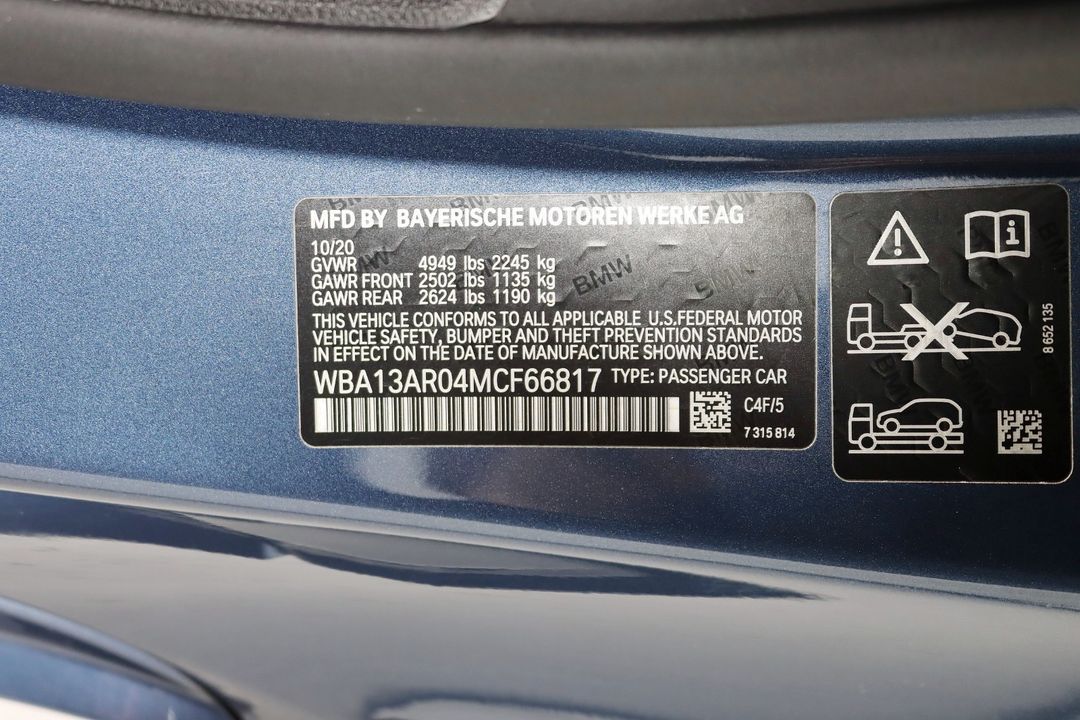 MFD BY BAYERISCHE MOTOREN WERKE AG
10/20
GVWR 4949 lbs 2245 kg
GAWR FRONT 2502 lbs 1135 kg
GAWR REAR 2624 lbs 1190 kg
THIS VEHICLE CONFORMS TO ALL APPLICABLE U.S.FEDERAL MOTOR
VEHICLE SAFETY, BUMPER AND THEFT PREVENTION STANDARDS
IN EFFECT ON THE DATE OF MANUFACTURE SHOWN ABOVE.
WBA13AR04MCF66817 TYPE: PASSENGER CAR
C4F/5
7 315 814
BMW
8 652 135